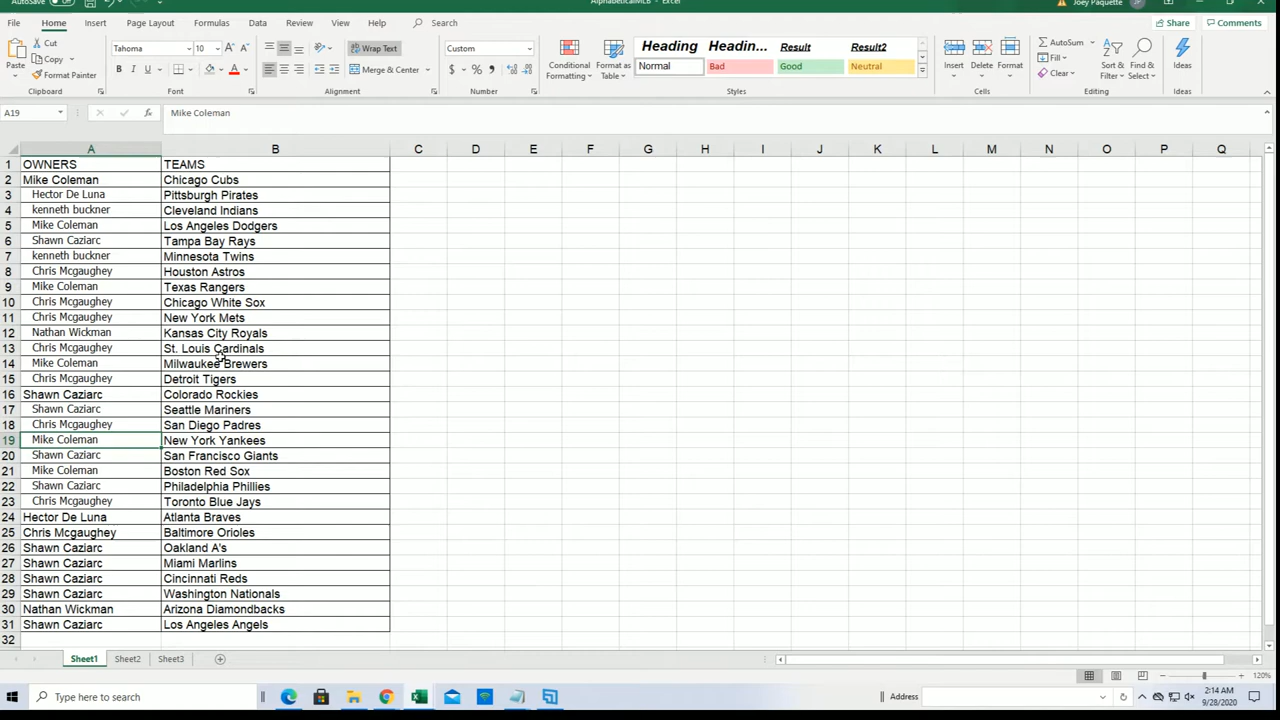 AutoSave Off AlphabeticalMLB - Excel Joey Paquette JP
File Home Insert Page Layout Formulas Data Review View Help Search Share Comments
Cut Copy Format Painter Paste Clipboard
Tahoma 10 B I U Font
Wrap Text Merge & Center Alignment
Custom $ % Number
Conditional Formatting Format as Table
Heading Headin... Result Result2
Normal Bad Good Neutral
Styles
Insert Delete Format Cells
AutoSum Fill Clear Sort & Filter Find & Select Editing
Ideas Ideas
A19 fx Mike Coleman
A B C D E F G H I J K L M N O P Q
1 OWNERS TEAMS
2 Mike Coleman Chicago Cubs
3 Hector De Luna Pittsburgh Pirates
4 kenneth buckner Cleveland Indians
5 Mike Coleman Los Angeles Dodgers
6 Shawn Caziarc Tampa Bay Rays
7 kenneth buckner Minnesota Twins
8 Chris Mcgaughey Houston Astros
9 Mike Coleman Texas Rangers
10 Chris Mcgaughey Chicago White Sox
11 Chris Mcgaughey New York Mets
12 Nathan Wickman Kansas City Royals
13 Chris Mcgaughey St. Louis Cardinals
14 Mike Coleman Milwaukee Brewers
15 Chris Mcgaughey Detroit Tigers
16 Shawn Caziarc Colorado Rockies
17 Shawn Caziarc Seattle Mariners
18 Chris Mcgaughey San Diego Padres
19 Mike Coleman New York Yankees
20 Shawn Caziarc San Francisco Giants
21 Mike Coleman Boston Red Sox
22 Shawn Caziarc Philadelphia Phillies
23 Chris Mcgaughey Toronto Blue Jays
24 Hector De Luna Atlanta Braves
25 Chris Mcgaughey Baltimore Orioles
26 Shawn Caziarc Oakland A's
27 Shawn Caziarc Miami Marlins
28 Shawn Caziarc Cincinnati Reds
29 Shawn Caziarc Washington Nationals
30 Nathan Wickman Arizona Diamondbacks
31 Shawn Caziarc Los Angeles Angels
32
Sheet1 Sheet2 Sheet3
120%
Type here to search Address 2:14 AM
9/28/2020